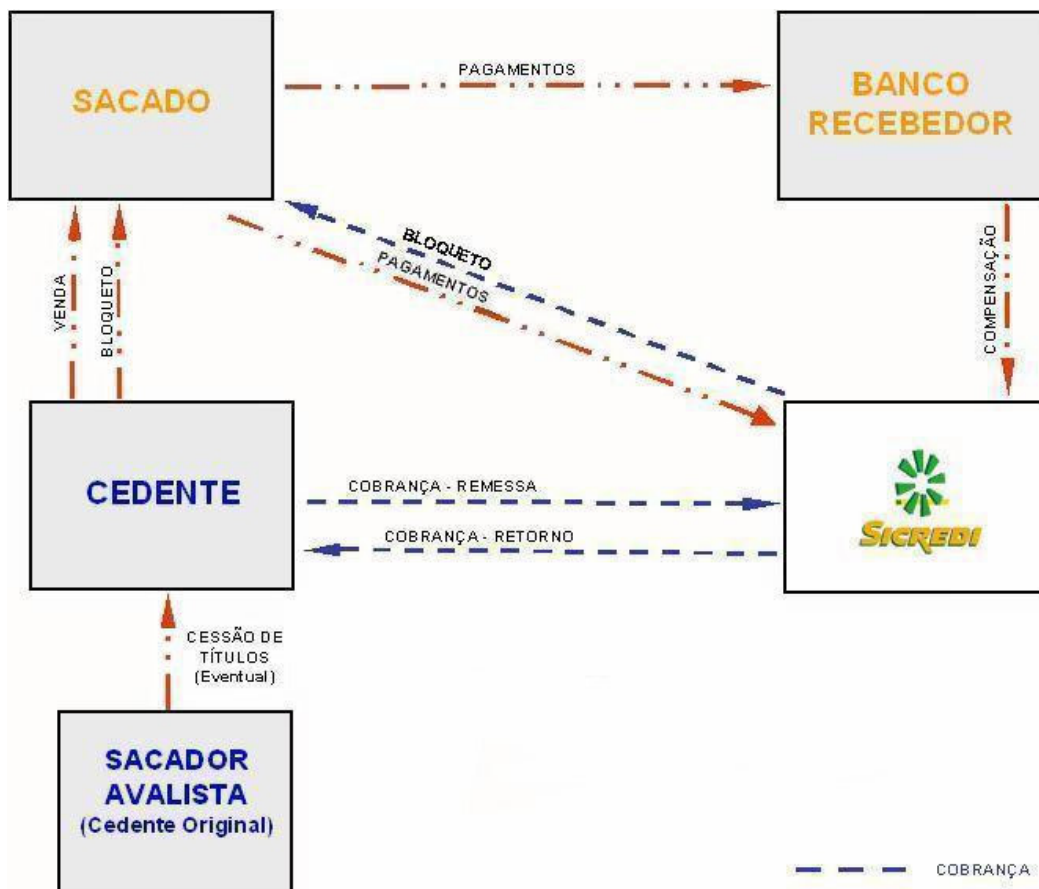 SACADO
PAGAMENTOS
BANCO
RECEBEDOR
VENDA
BLOQUETO
BLOQUETO
PAGAMENTOS
COMPENSAÇÃO
CEDENTE
COBRANÇA - REMESSA
COBRANÇA - RETORNO
SICREDI
CESSÃO DE
TÍTULOS
(Eventual)
SACADOR
AVALISTA
(Cedente Original)
COBRANÇA